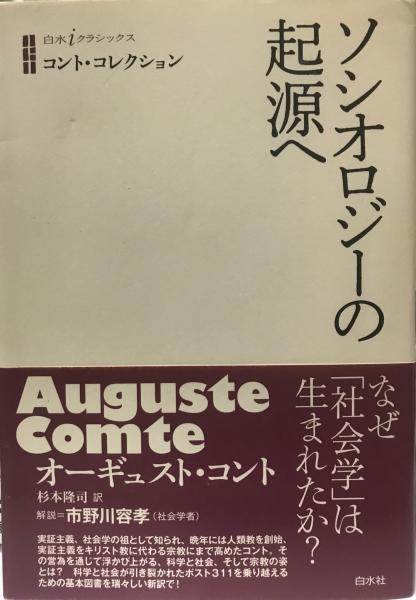 白水iクラシックス
コント・コレクション
ソシオロジーの
起源へ
Auguste
Comte
オーギュスト・コント
杉本隆司 訳
解説＝市野川容孝（社会学者）
なぜ
「社会学」は
生まれたか？
実証主義、社会学の祖として知られ、晩年には人類教を創始、
実証主義をキリスト教に代わる宗教にまで高めたコント。そ
の営為を通じて浮かび上がる、科学と社会、そして宗教の姿
とは？ 科学と社会が引き裂かれたポスト311を乗り越える
ための基本図書を瑞々しい新訳で！
白水社